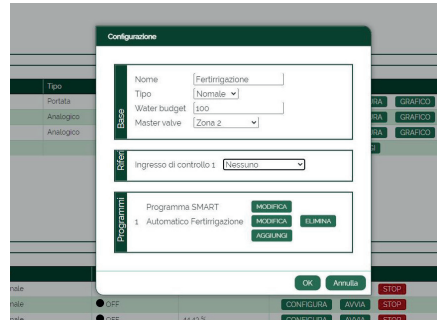 Configurazione
Tipo
Portata
Analogico
Analogico
GRAFICO
GRAFICO
GRAFICO
Base
Nome Fertirrigazione
Tipo Nomale
Water budget 100
Master valve Zona 2
Riferi
Ingresso di controllo 1 Nessuno
Programmi
Programma SMART MODIFICA
1 Automatico Fertirrigazione MODIFICA ELIMINA
AGGIUNGI
OK Annulla
STOP
OFF CONFIGURA AVVIA STOP
OFF CONFIGURA AVVIA STOP